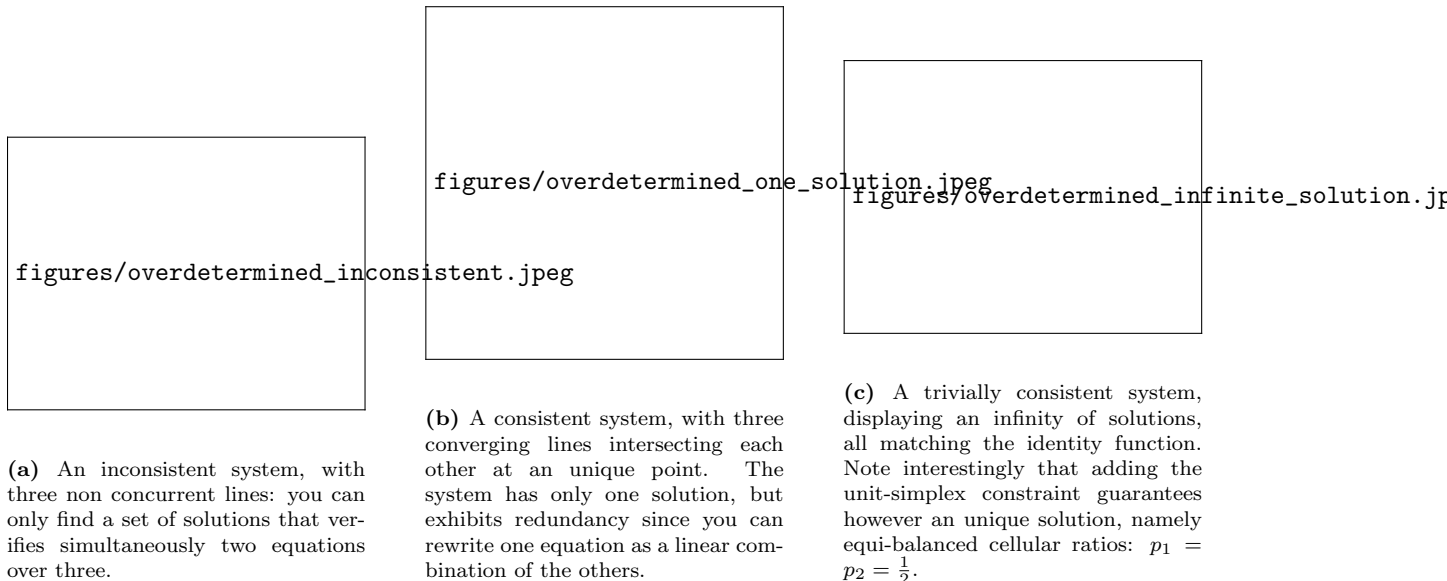 figures/overdetermined_inconsistent.jpeg
(a) An inconsistent system, with
three non concurrent lines: you can
only find a set of solutions that ver-
ifies simultaneously two equations
over three.
figures/overdetermined_one_solution.jpeg
(b) A consistent system, with three
converging lines intersecting each
other at an unique point. The
system has only one solution, but
exhibits redundancy since you can
rewrite one equation as a linear com-
bination of the others.
figures/overdetermined_infinite_solution.jp
(c) A trivially consistent system,
displaying an infinity of solutions,
all matching the identity function.
Note interestingly that adding the
unit-simplex constraint guarantees
however an unique solution, namely
equi-balanced cellular ratios: p₁ =
p₂ = 1/2.